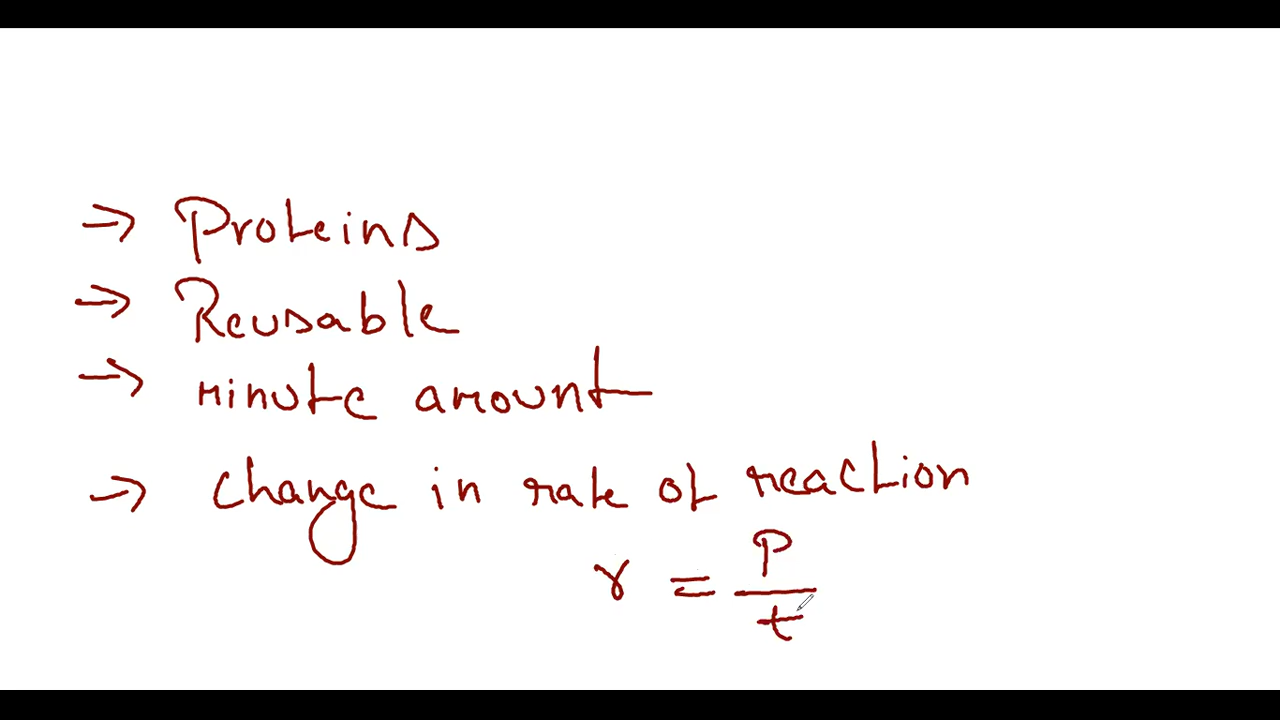 → Proteins
→ Reusable
→ minute amount
→ change in rate of reaction
r = P/t